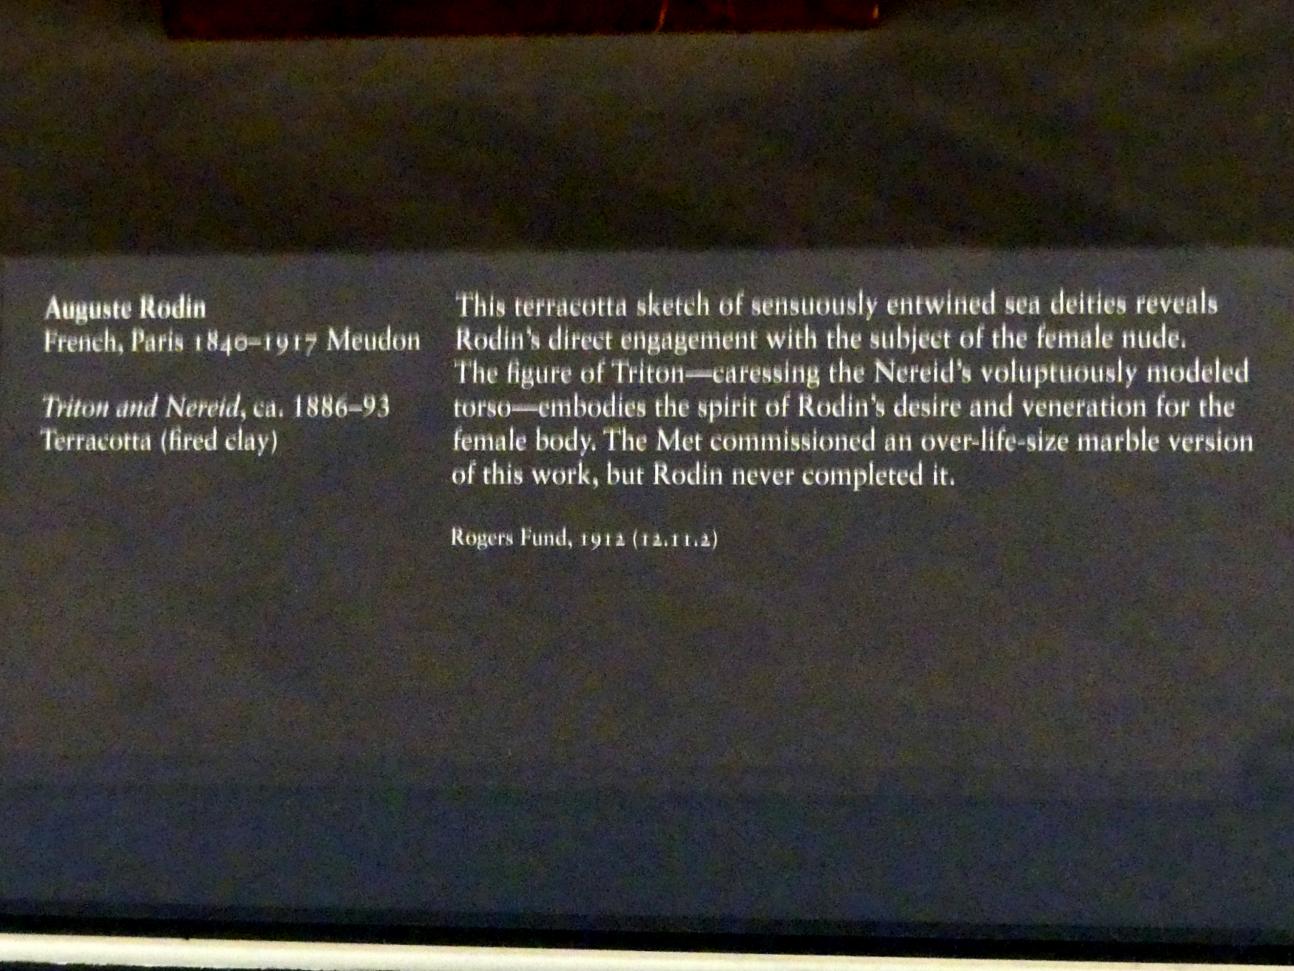 Auguste Rodin
French, Paris 1840–1917 Meudon
Triton and Nereid, ca. 1886–93
Terracotta (fired clay)
This terracotta sketch of sensuously entwined sea deities reveals
Rodin's direct engagement with the subject of the female nude.
The figure of Triton—caressing the Nereid's voluptuously modeled
torso—embodies the spirit of Rodin's desire and veneration for the
female body. The Met commissioned an over-life-size marble version
of this work, but Rodin never completed it.
Rogers Fund, 1912 (12.11.2)